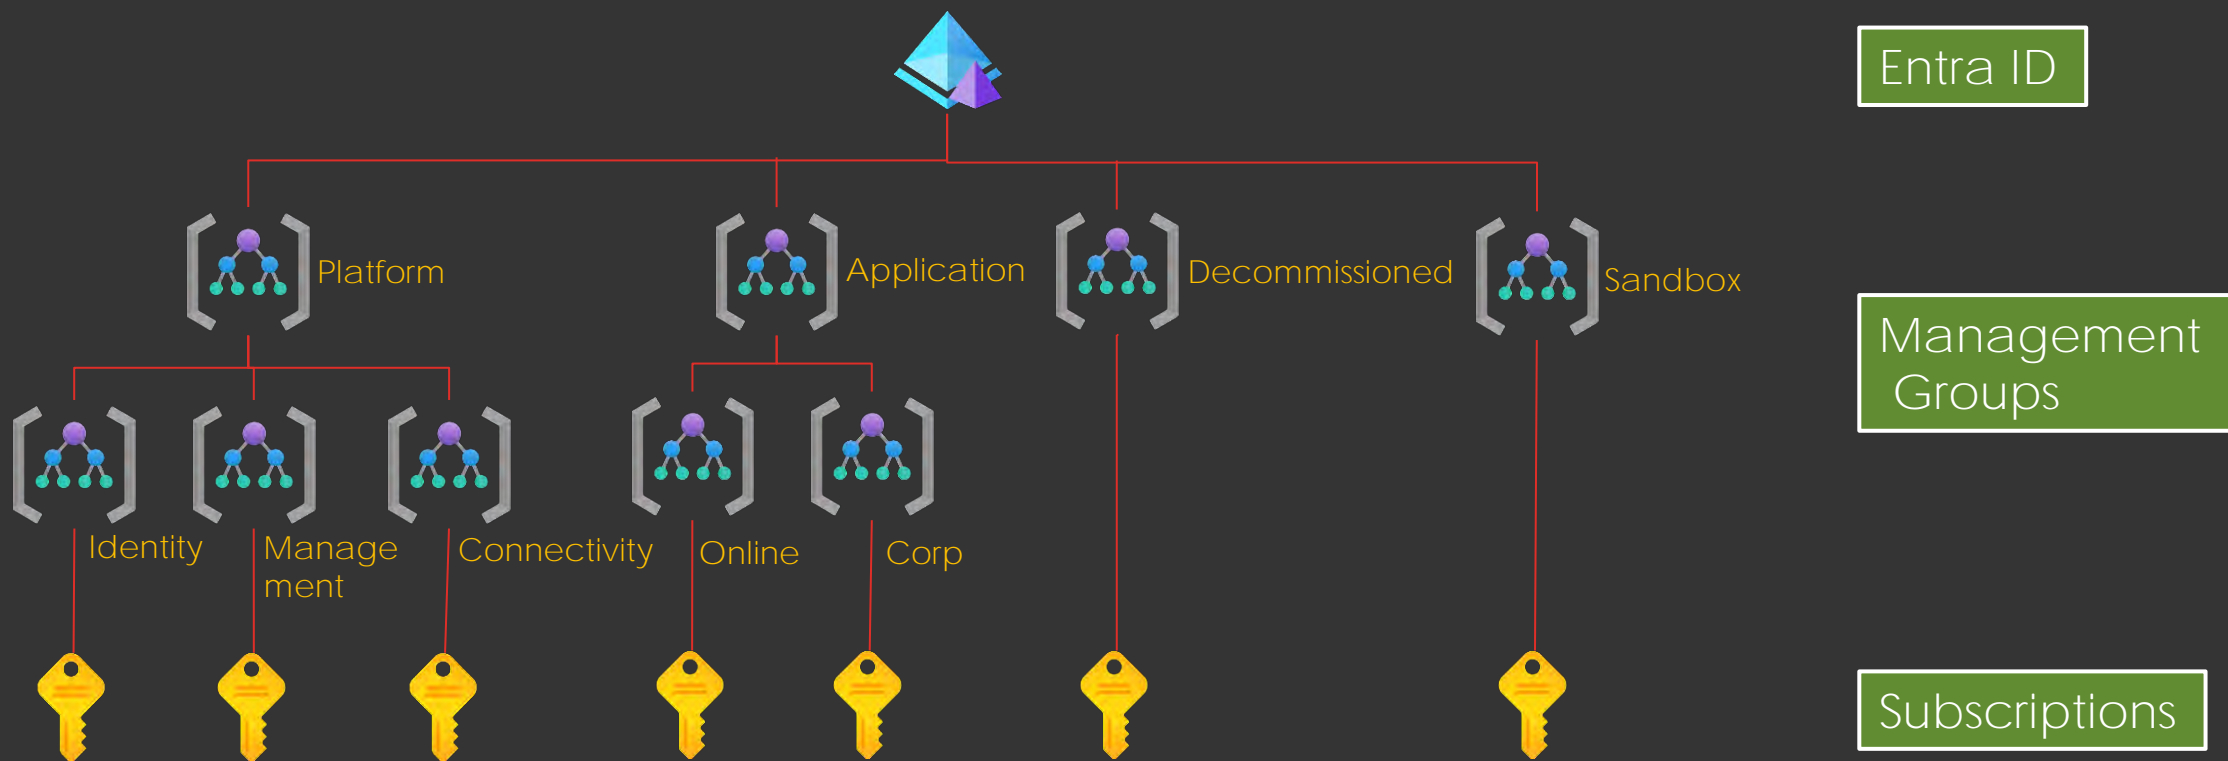 Entra ID
Platform
Application
Decommissioned
Sandbox
Management
Groups
Identity
Manage
ment
Connectivity
Online
Corp
Subscriptions